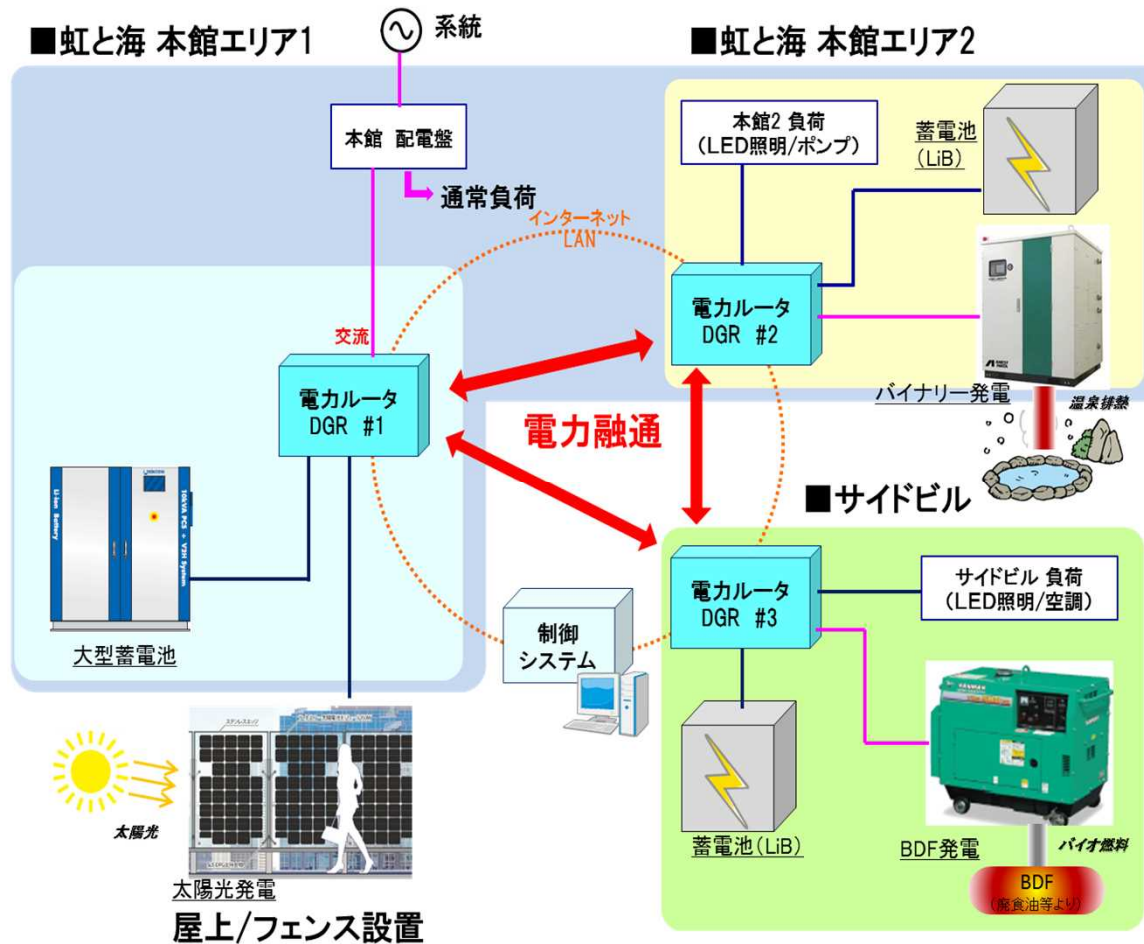 ■虹と海 本館エリア1
系統
■虹と海 本館エリア2
本館 配電盤
通常負荷
本館2 負荷
(LED照明/ポンプ)
蓄電池
(LiB)
インターネット
LAN
電力ルータ
DGR #2
交流
電力ルータ
DGR #1
電力融通
バイナリー発電
温泉排熱
Li-ion Battery
10kVA PCS + V2H System
大型蓄電池
■サイドビル
電力ルータ
DGR #3
サイドビル 負荷
(LED照明/空調)
制御
システム
蓄電池(LiB)
太陽光
太陽光発電
屋上/フェンス設置
BDF発電
バイオ燃料
BDF
(廃食油等より)